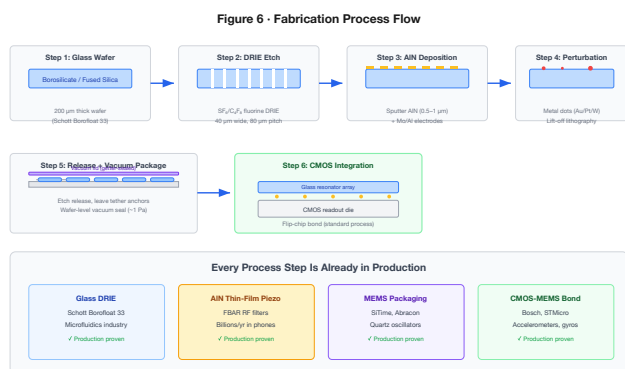 Figure 6 · Fabrication Process Flow
Step 1: Glass Wafer
Borosilicate / Fused Silica
200 μm thick wafer
(Schott Borofloat 33)
Step 2: DRIE Etch
SF₆/C₄F₈ fluorine DRIE
40 μm wide, 80 μm pitch
Step 3: AlN Deposition
Sputter AlN (0.5–1 μm)
+ Mo/Al electrodes
Step 4: Perturbation
Metal dots (Au/Pt/W)
Lift-off lithography
Step 5: Release + Vacuum Package
Etch release, leave tether anchors
Wafer-level vacuum seal (~1 Pa)
Step 6: CMOS Integration
Glass resonator array
CMOS readout die
Flip-chip bond (standard process)
Every Process Step Is Already in Production
Glass DRIE
Schott Borofloat 33
Microfluidics industry
✓ Production proven
AlN Thin-Film Piezo
FBAR RF filters
Billions/yr in phones
✓ Production proven
MEMS Packaging
SiTime, Abracon
Quartz oscillators
✓ Production proven
CMOS-MEMS Bond
Bosch, STMicro
Accelerometers, gyros
✓ Production proven